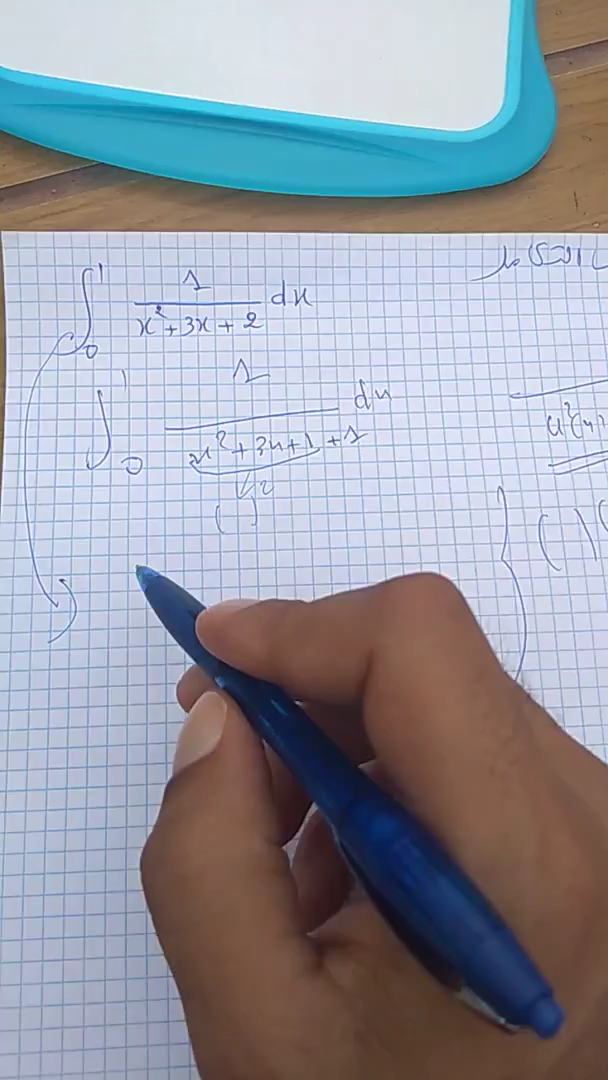 ∫₀¹ 1/(x²+3x+2) dx
∫₀¹ 1/(x²+3x+1+1) dx
( )²
( )(